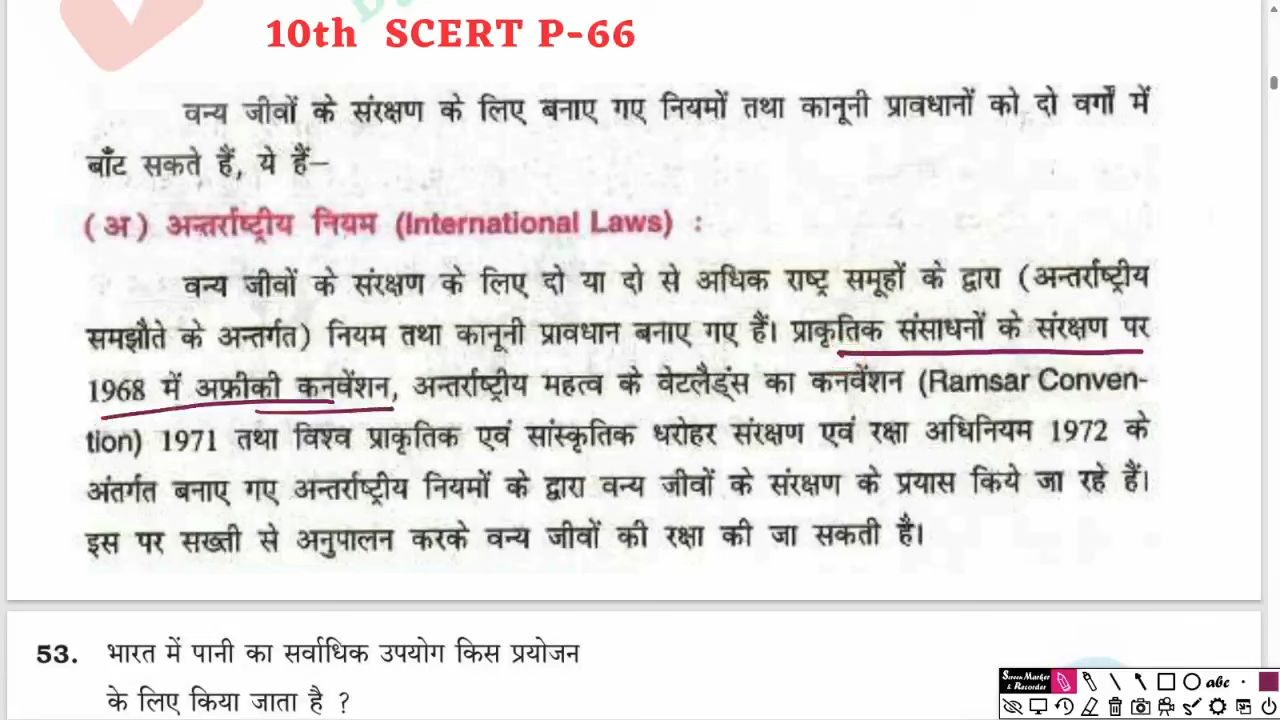 10th SCERT P-66
वन्य जीवों के संरक्षण के लिए बनाए गए नियमों तथा कानूनी प्रावधानों को दो वर्गों में
बाँट सकते हैं, ये हैं–
(अ) अन्तर्राष्ट्रीय नियम (International Laws) :
वन्य जीवों के संरक्षण के लिए दो या दो से अधिक राष्ट्र समूहों के द्वारा (अन्तर्राष्ट्रीय
समझौते के अन्तर्गत) नियम तथा कानूनी प्रावधान बनाए गए हैं। प्राकृतिक संसाधनों के संरक्षण पर
1968 में अफ्रीकी कनवेंशन, अन्तर्राष्ट्रीय महत्व के वेटलैड्ंस का कनवेंशन (Ramsar Conven-
tion) 1971 तथा विश्व प्राकृतिक एवं सांस्कृतिक धरोहर संरक्षण एवं रक्षा अधिनियम 1972 के
अंतर्गत बनाए गए अन्तर्राष्ट्रीय नियमों के द्वारा वन्य जीवों के संरक्षण के प्रयास किये जा रहे हैं।
इस पर सख्ती से अनुपालन करके वन्य जीवों की रक्षा की जा सकती है।
53. भारत में पानी का सर्वाधिक उपयोग किस प्रयोजन
के लिए किया जाता है ?
Screen Marker
& Recorder
abc